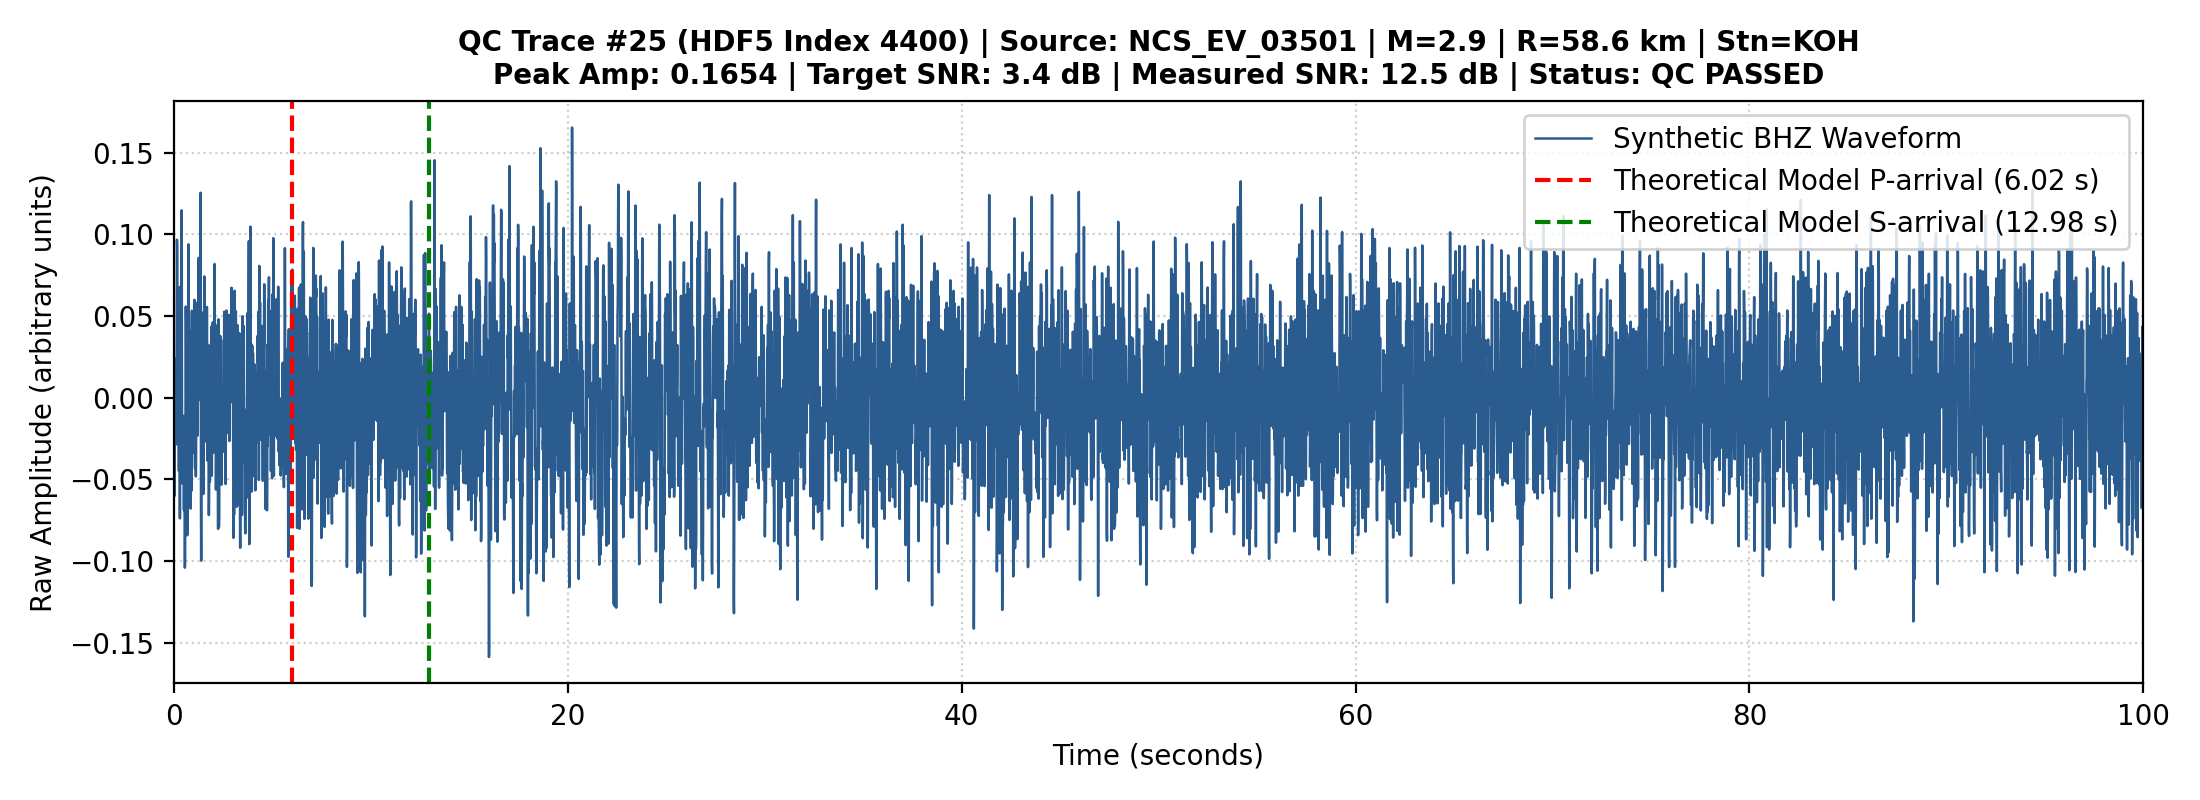 QC Trace #25 (HDF5 Index 4400) | Source: NCS_EV_03501 | M=2.9 | R=58.6 km | Stn=KOH
Peak Amp: 0.1654 | Target SNR: 3.4 dB | Measured SNR: 12.5 dB | Status: QC PASSED
Synthetic BHZ Waveform
Theoretical Model P-arrival (6.02 s)
Theoretical Model S-arrival (12.98 s)
Raw Amplitude (arbitrary units)
0.15
0.10
0.05
0.00
−0.05
−0.10
−0.15
0 20 40 60 80 100
Time (seconds)